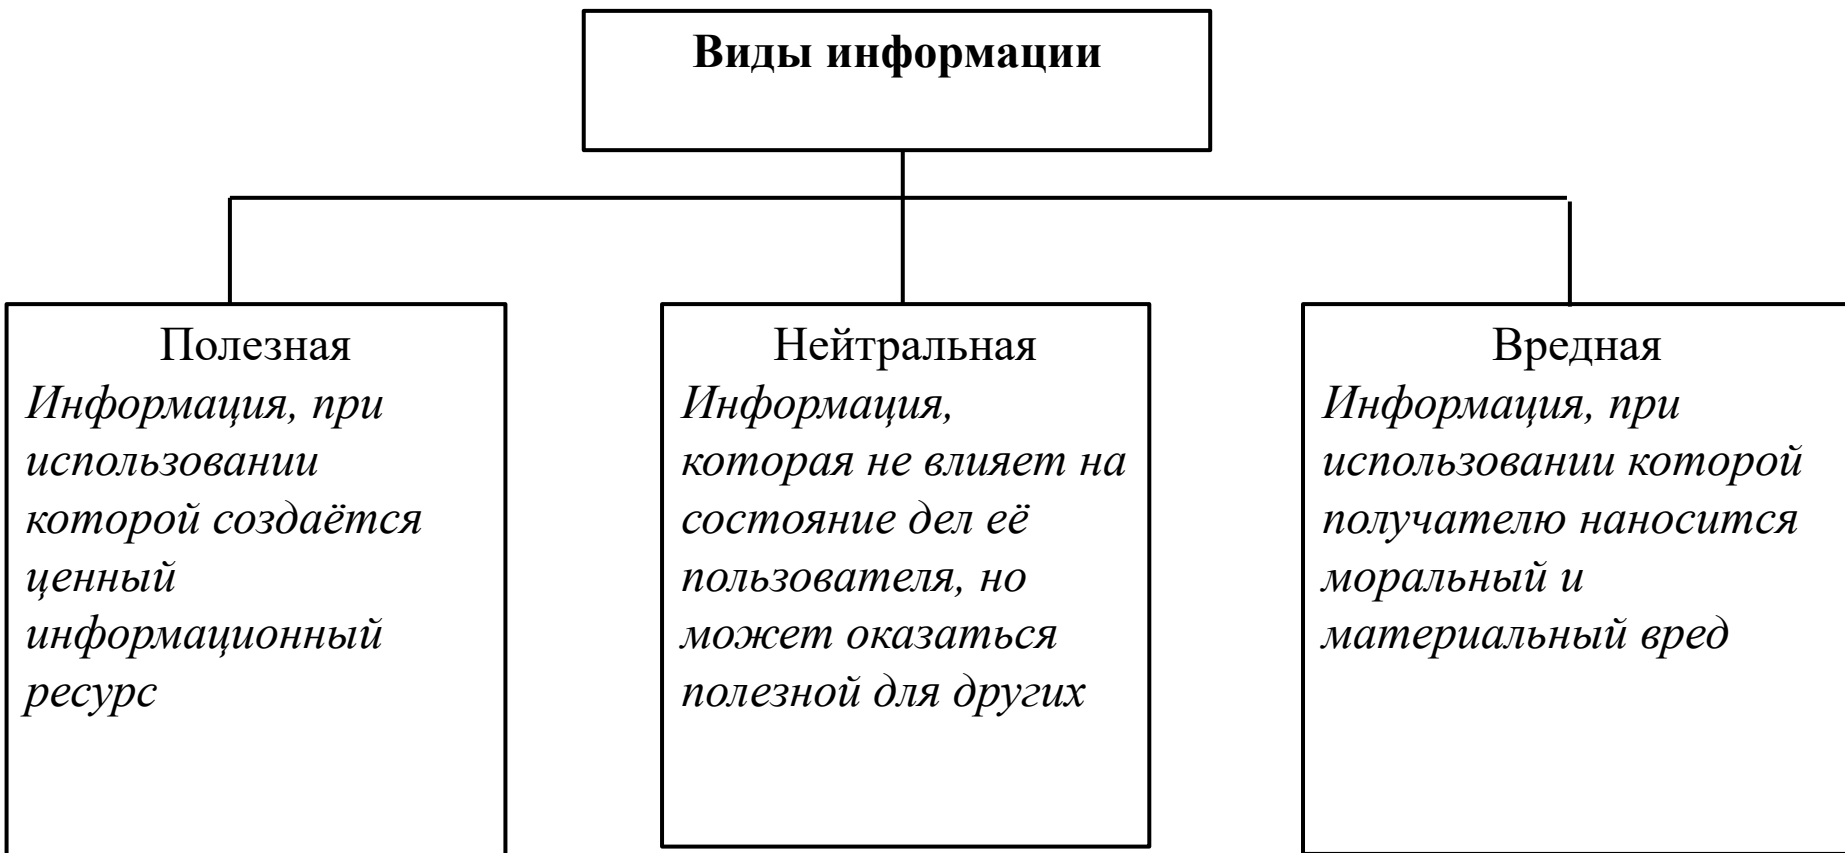 Виды информации
Полезная
Информация, при
использовании
которой создаётся
ценный
информационный
ресурс
Нейтральная
Информация,
которая не влияет на
состояние дел её
пользователя, но
может оказаться
полезной для других
Вредная
Информация, при
использовании которой
получателю наносится
моральный и
материальный вред